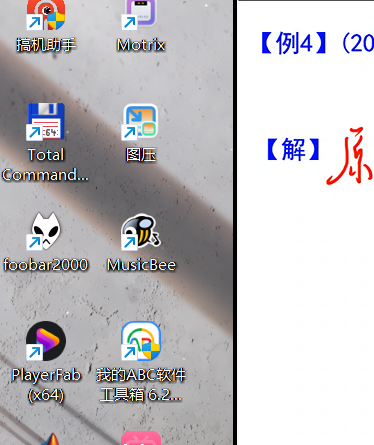 搞机助手
Motrix
【例4】(20
:64:
Total
Command...
图压
【解】原
foobar2000
MusicBee
PlayerFab
(x64)
我的ABC软件
工具箱 6.2...